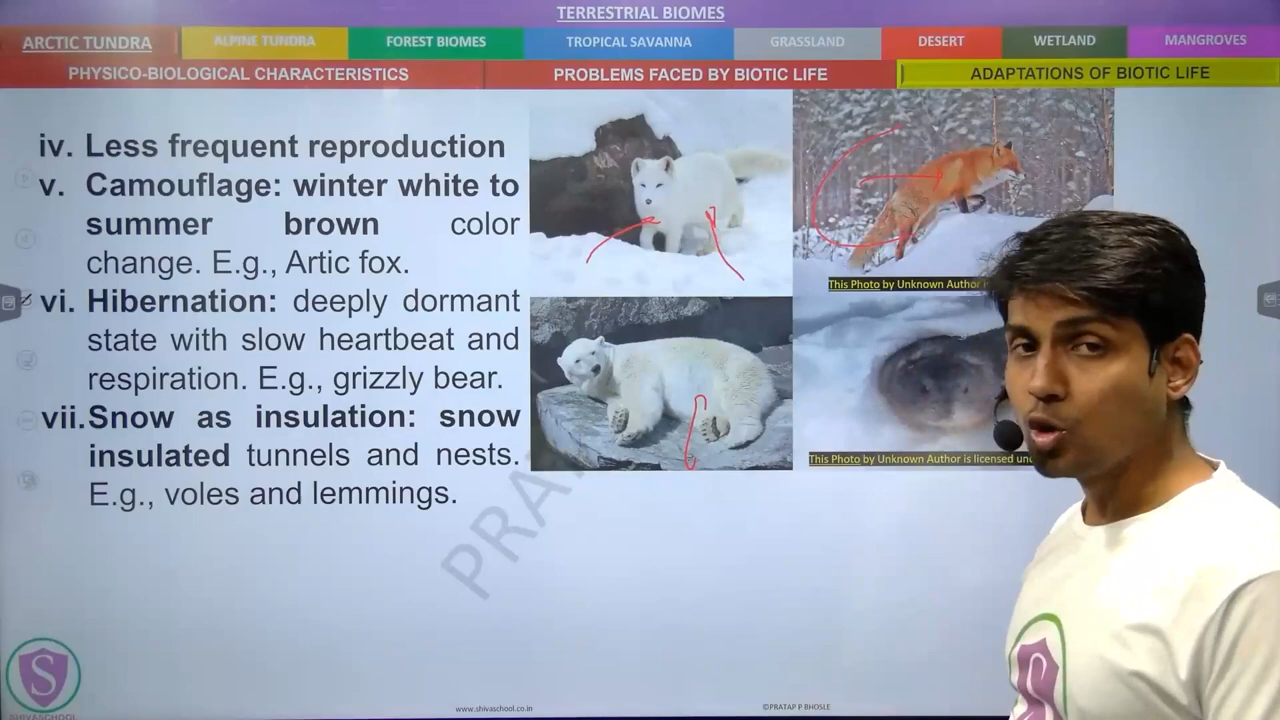 TERRESTRIAL BIOMES
ARCTIC TUNDRA
ALPINE TUNDRA
FOREST BIOMES
TROPICAL SAVANNA
GRASSLAND
DESERT
WETLAND
MANGROVES
PHYSICO-BIOLOGICAL CHARACTERISTICS
PROBLEMS FACED BY BIOTIC LIFE
ADAPTATIONS OF BIOTIC LIFE
iv. Less frequent reproduction
v. Camouflage: winter white to
summer brown color
change. E.g., Artic fox.
vi. Hibernation: deeply dormant
state with slow heartbeat and
respiration. E.g., grizzly bear.
vii. Snow as insulation: snow
insulated tunnels and nests.
E.g., voles and lemmings.
This Photo by Unknown Author
This Photo by Unknown Author is licensed
PRA
S
SHIVASCHOOL
www.shivaschool.co.in
©PRATAP P BHOSLE